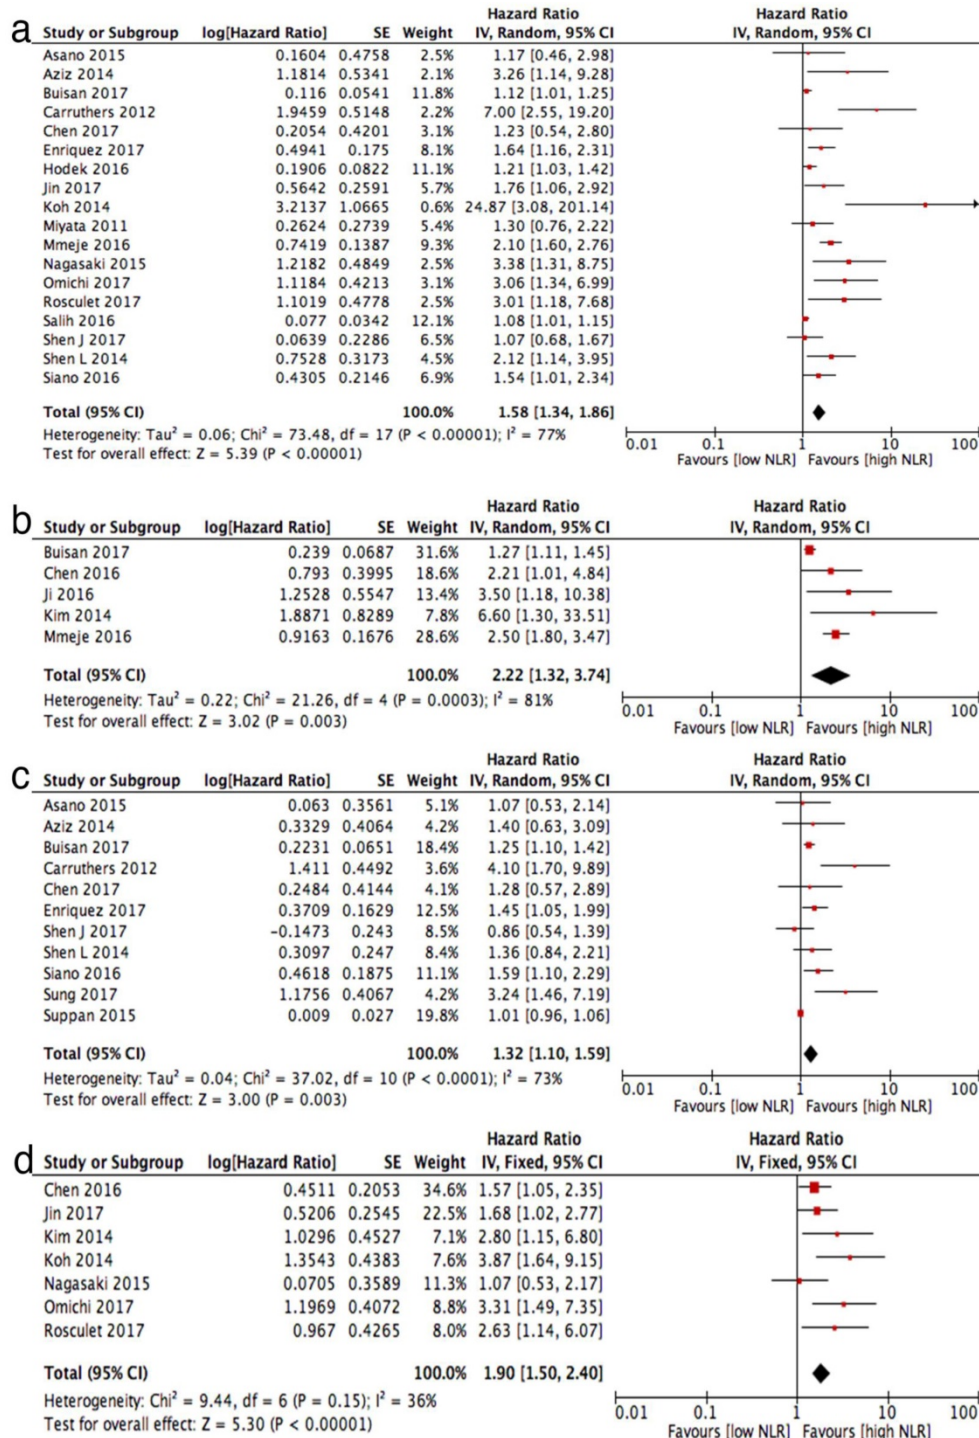 a
Hazard Ratio Hazard Ratio
Study or Subgroup log[Hazard Ratio] SE Weight IV, Random, 95% CI IV, Random, 95% CI
Asano 2015 0.1604 0.4758 2.5% 1.17 [0.46, 2.98]
Aziz 2014 1.1814 0.5341 2.1% 3.26 [1.14, 9.28]
Buisan 2017 0.116 0.0541 11.8% 1.12 [1.01, 1.25]
Carruthers 2012 1.9459 0.5148 2.2% 7.00 [2.55, 19.20]
Chen 2017 0.2054 0.4201 3.1% 1.23 [0.54, 2.80]
Enriquez 2017 0.4941 0.175 8.1% 1.64 [1.16, 2.31]
Hodek 2016 0.1906 0.0822 11.1% 1.21 [1.03, 1.42]
Jin 2017 0.5642 0.2591 5.7% 1.76 [1.06, 2.92]
Koh 2014 3.2137 1.0665 0.6% 24.87 [3.08, 201.14]
Miyata 2011 0.2624 0.2739 5.4% 1.30 [0.76, 2.22]
Mmeje 2016 0.7419 0.1387 9.3% 2.10 [1.60, 2.76]
Nagasaki 2015 1.2182 0.4849 2.5% 3.38 [1.31, 8.75]
Omichi 2017 1.1184 0.4213 3.1% 3.06 [1.34, 6.99]
Rosculet 2017 1.1019 0.4778 2.5% 3.01 [1.18, 7.68]
Salih 2016 0.077 0.0342 12.1% 1.08 [1.01, 1.15]
Shen J 2017 0.0639 0.2286 6.5% 1.07 [0.68, 1.67]
Shen L 2014 0.7528 0.3173 4.5% 2.12 [1.14, 3.95]
Siano 2016 0.4305 0.2146 6.9% 1.54 [1.01, 2.34]
Total (95% CI) 100.0% 1.58 [1.34, 1.86]
Heterogeneity: Tau² = 0.06; Chi² = 73.48, df = 17 (P < 0.00001); I² = 77%
Test for overall effect: Z = 5.39 (P < 0.00001)
0.01 0.1 1 10 100
Favours [low NLR] Favours [high NLR]
b
Hazard Ratio Hazard Ratio
Study or Subgroup log[Hazard Ratio] SE Weight IV, Random, 95% CI IV, Random, 95% CI
Buisan 2017 0.239 0.0687 31.6% 1.27 [1.11, 1.45]
Chen 2016 0.793 0.3995 18.6% 2.21 [1.01, 4.84]
Ji 2016 1.2528 0.5547 13.4% 3.50 [1.18, 10.38]
Kim 2014 1.8871 0.8289 7.8% 6.60 [1.30, 33.51]
Mmeje 2016 0.9163 0.1676 28.6% 2.50 [1.80, 3.47]
Total (95% CI) 100.0% 2.22 [1.32, 3.74]
Heterogeneity: Tau² = 0.22; Chi² = 21.26, df = 4 (P = 0.0003); I² = 81%
Test for overall effect: Z = 3.02 (P = 0.003)
0.01 0.1 1 10 100
Favours [low NLR] Favours [high NLR]
c
Hazard Ratio Hazard Ratio
Study or Subgroup log[Hazard Ratio] SE Weight IV, Random, 95% CI IV, Random, 95% CI
Asano 2015 0.063 0.3561 5.1% 1.07 [0.53, 2.14]
Aziz 2014 0.3329 0.4064 4.2% 1.40 [0.63, 3.09]
Buisan 2017 0.2231 0.0651 18.4% 1.25 [1.10, 1.42]
Carruthers 2012 1.411 0.4492 3.6% 4.10 [1.70, 9.89]
Chen 2017 0.2484 0.4144 4.1% 1.28 [0.57, 2.89]
Enriquez 2017 0.3709 0.1629 12.5% 1.45 [1.05, 1.99]
Shen J 2017 -0.1473 0.243 8.5% 0.86 [0.54, 1.39]
Shen L 2014 0.3097 0.247 8.4% 1.36 [0.84, 2.21]
Siano 2016 0.4618 0.1875 11.1% 1.59 [1.10, 2.29]
Sung 2017 1.1756 0.4067 4.2% 3.24 [1.46, 7.19]
Suppan 2015 0.009 0.027 19.8% 1.01 [0.96, 1.06]
Total (95% CI) 100.0% 1.32 [1.10, 1.59]
Heterogeneity: Tau² = 0.04; Chi² = 37.02, df = 10 (P < 0.0001); I² = 73%
Test for overall effect: Z = 3.00 (P = 0.003)
0.01 0.1 1 10 100
Favours [low NLR] Favours [high NLR]
d
Hazard Ratio Hazard Ratio
Study or Subgroup log[Hazard Ratio] SE Weight IV, Fixed, 95% CI IV, Fixed, 95% CI
Chen 2016 0.4511 0.2053 34.6% 1.57 [1.05, 2.35]
Jin 2017 0.5206 0.2545 22.5% 1.68 [1.02, 2.77]
Kim 2014 1.0296 0.4527 7.1% 2.80 [1.15, 6.80]
Koh 2014 1.3543 0.4383 7.6% 3.87 [1.64, 9.15]
Nagasaki 2015 0.0705 0.3589 11.3% 1.07 [0.53, 2.17]
Omichi 2017 1.1969 0.4072 8.8% 3.31 [1.49, 7.35]
Rosculet 2017 0.967 0.4265 8.0% 2.63 [1.14, 6.07]
Total (95% CI) 100.0% 1.90 [1.50, 2.40]
Heterogeneity: Chi² = 9.44, df = 6 (P = 0.15); I² = 36%
Test for overall effect: Z = 5.30 (P < 0.00001)
0.01 0.1 1 10 100
Favours [low NLR] Favours [high NLR]